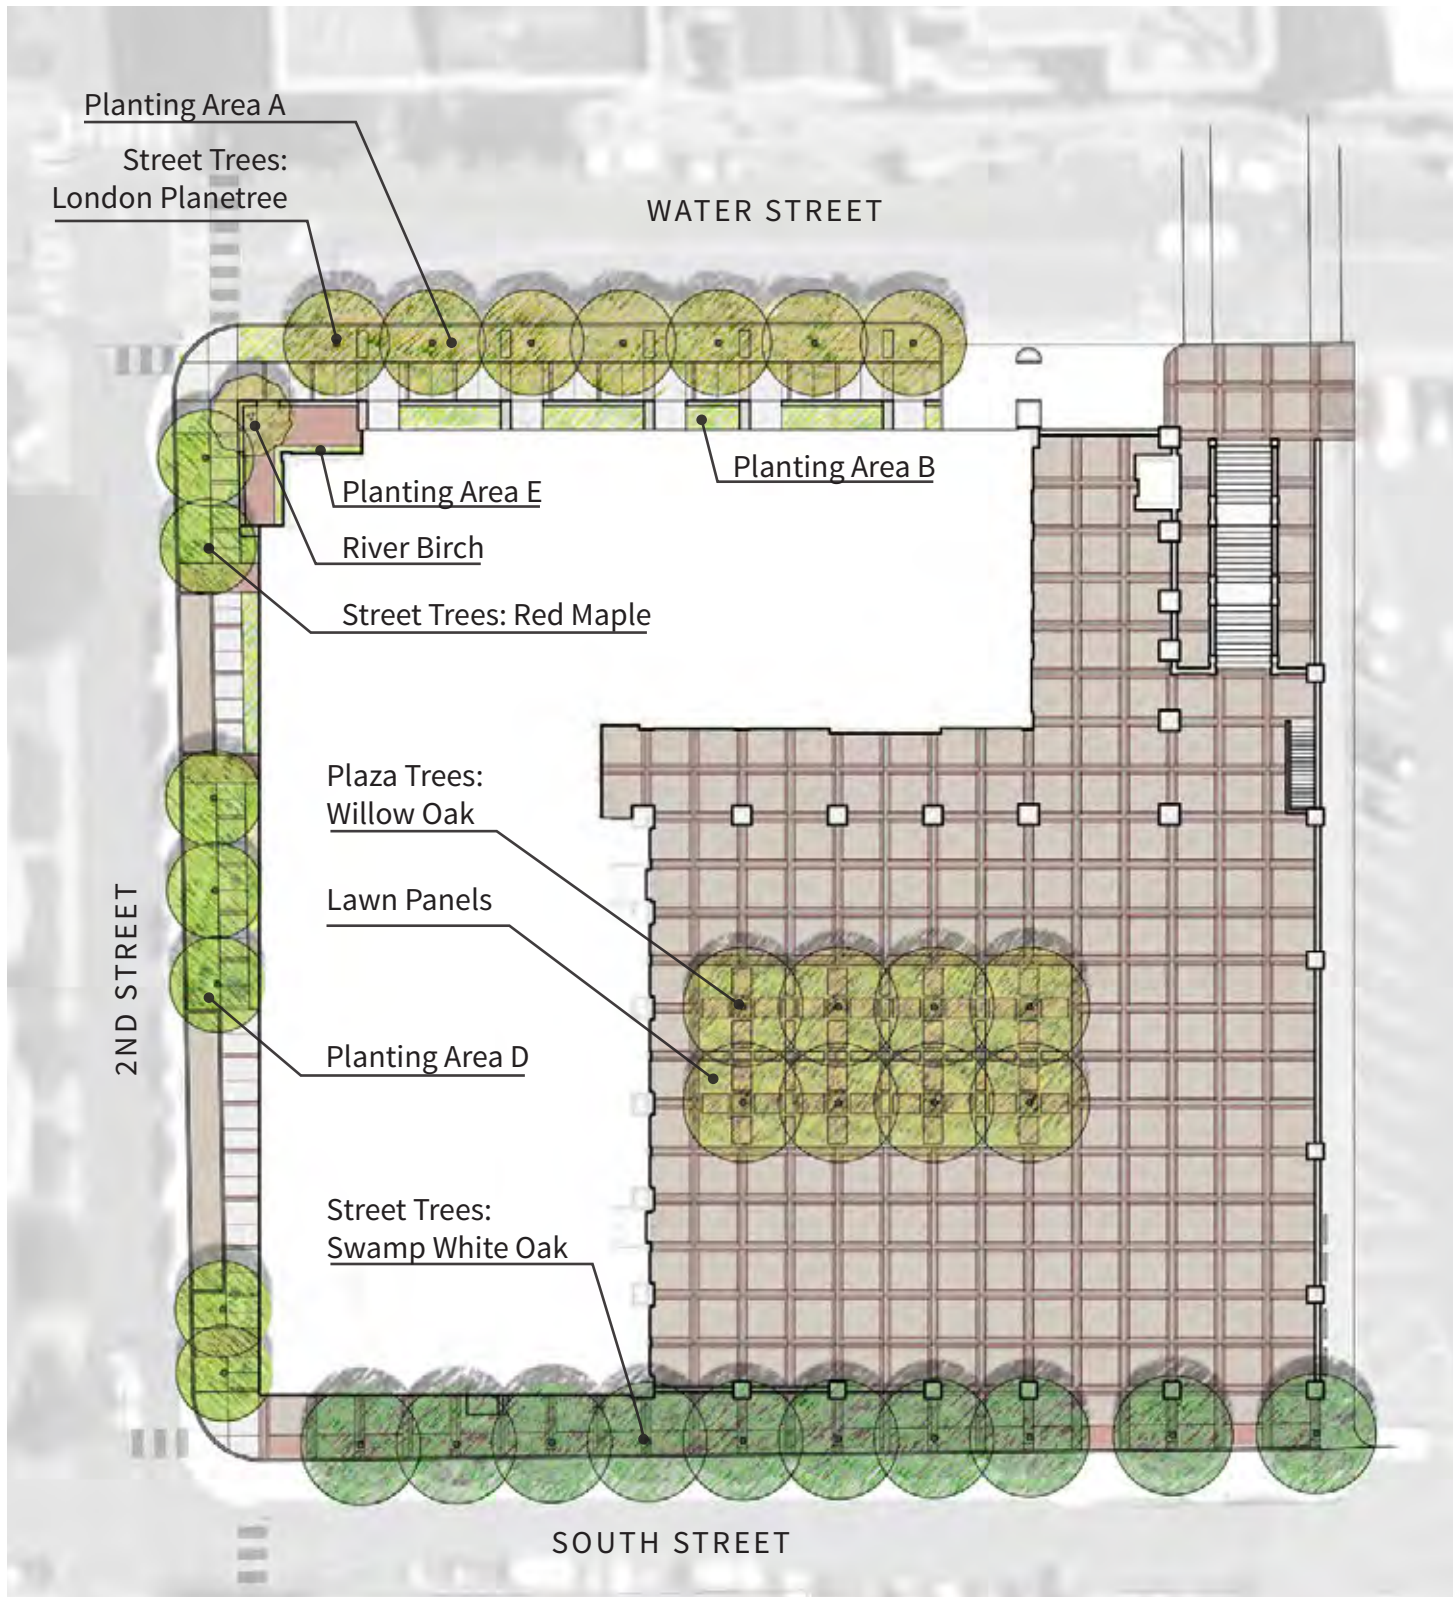 Planting Area A
Street Trees:
London Planetree
WATER STREET
Planting Area B
Planting Area E
River Birch
Street Trees: Red Maple
Plaza Trees:
Willow Oak
Lawn Panels
2ND STREET
Planting Area D
Street Trees:
Swamp White Oak
SOUTH STREET